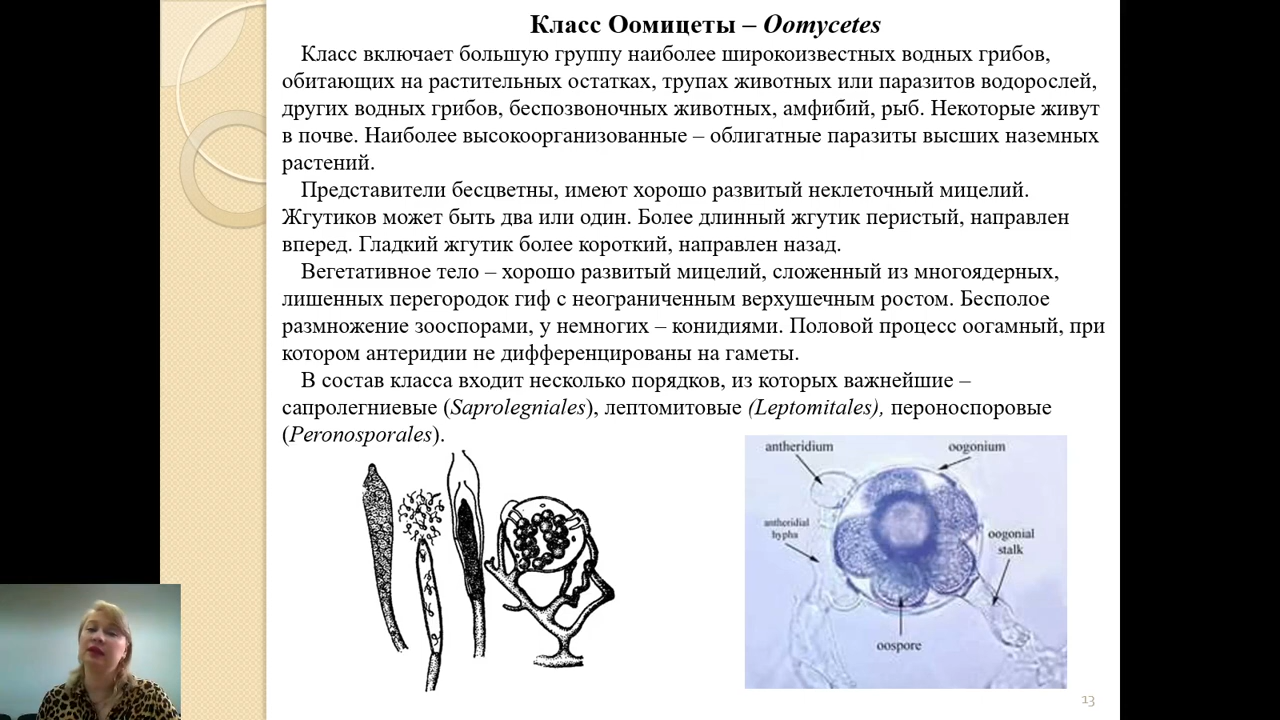 Класс Оомицеты – Oomycetes
Класс включает большую группу наиболее широкоизвестных водных грибов,
обитающих на растительных остатках, трупах животных или паразитов водорослей,
других водных грибов, беспозвоночных животных, амфибий, рыб. Некоторые живут
в почве. Наиболее высокоорганизованные – облигатные паразиты высших наземных
растений.
Представители бесцветны, имеют хорошо развитый неклеточный мицелий.
Жгутиков может быть два или один. Более длинный жгутик перистый, направлен
вперед. Гладкий жгутик более короткий, направлен назад.
Вегетативное тело – хорошо развитый мицелий, сложенный из многоядерных,
лишенных перегородок гиф с неограниченным верхушечным ростом. Бесполое
размножение зооспорами, у немногих – конидиями. Половой процесс оогамный, при
котором антеридии не дифференцированы на гаметы.
В состав класса входит несколько порядков, из которых важнейшие –
сапролегниевые (Saprolegniales), лептомитовые (Leptomitales), пероноспоровые
(Peronosporales).
antheridium
oogonium
antheridial
hypha
oogonial
stalk
oospore
13